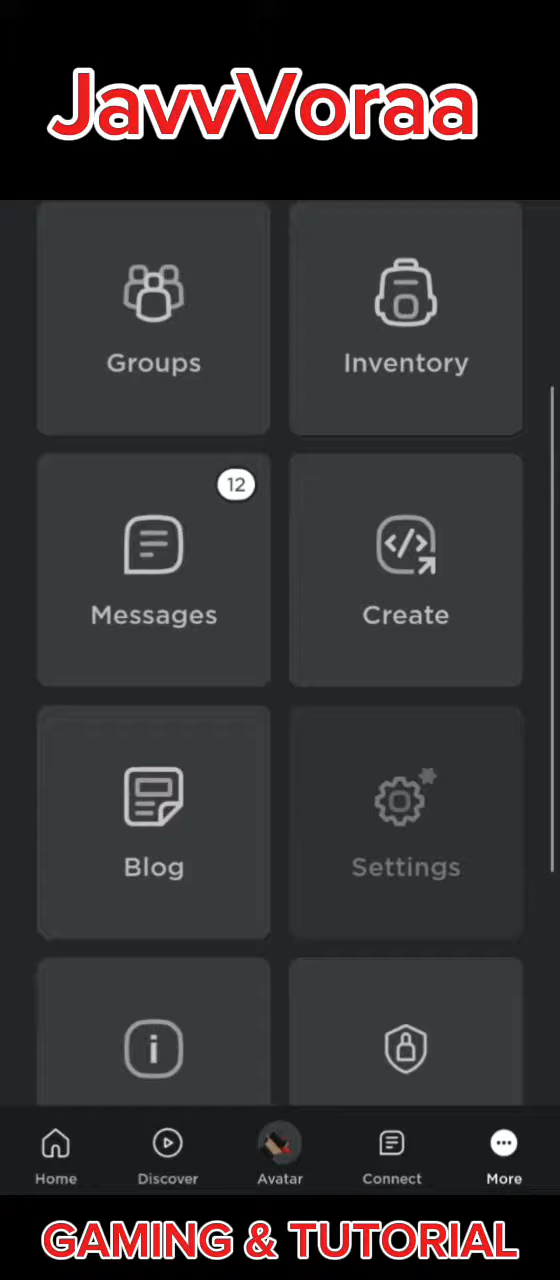 JavvVoraa
Groups
Inventory
12
Messages
Create
Blog
Settings
Home
Discover
Avatar
Connect
More
GAMING & TUTORIAL